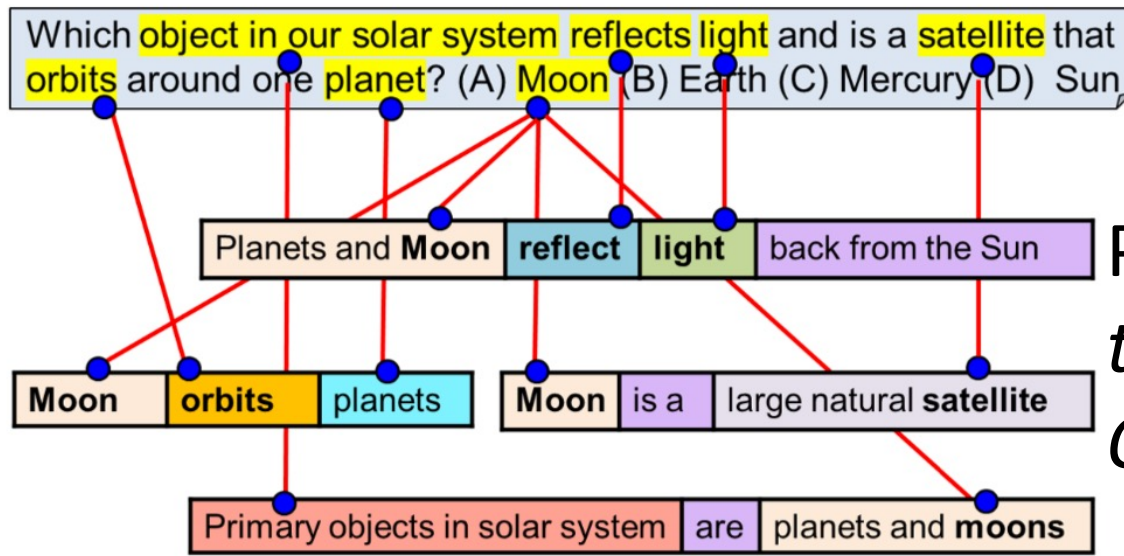 Which object in our solar system reflects light and is a satellite that
orbits around one planet? (A) Moon (B) Earth (C) Mercury (D) Sun
Planets and Moon reflect light back from the Sun
Moon orbits planets
Moon is a large natural satellite
Primary objects in solar system are planets and moons